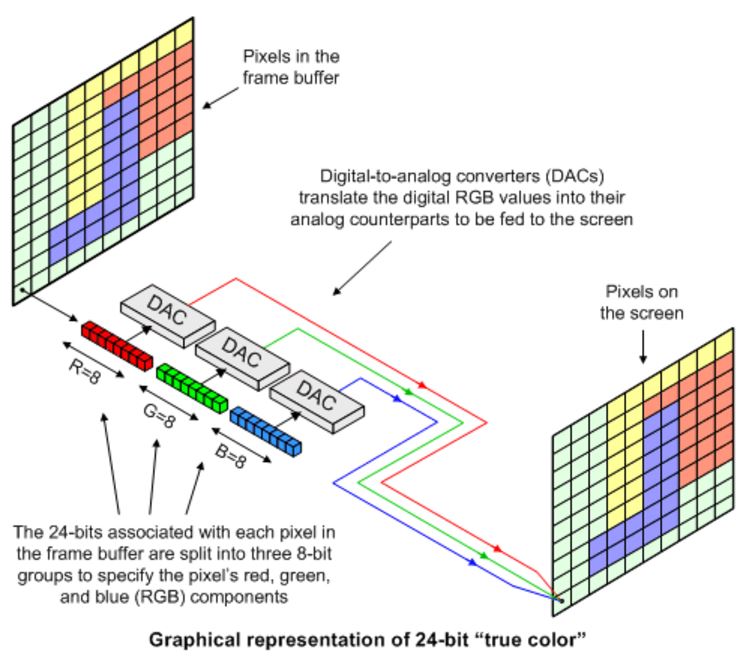 Pixels in the
frame buffer
Digital-to-analog converters (DACs)
translate the digital RGB values into their
analog counterparts to be fed to the screen
Pixels on
the screen
DAC
DAC
DAC
R=8
G=8
B=8
The 24-bits associated with each pixel in
the frame buffer are split into three 8-bit
groups to specify the pixel's red, green,
and blue (RGB) components
Graphical representation of 24-bit “true color”